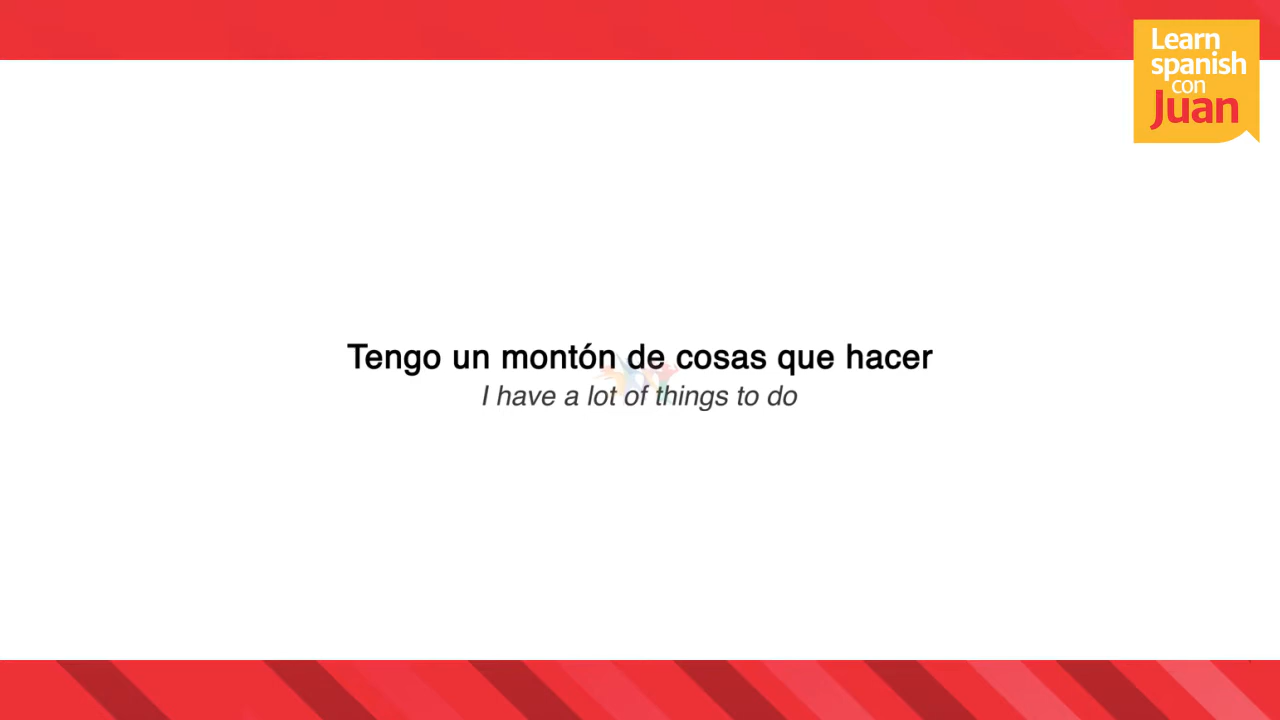 Learn
spanish
con
Juan
Tengo un montón de cosas que hacer
I have a lot of things to do